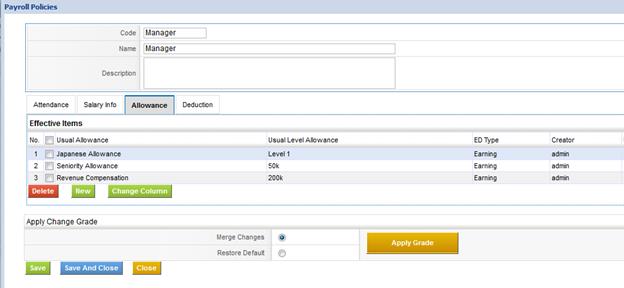 Payroll Policies
Code Manager
Name Manager
Description
Attendance Salary Info Allowance Deduction
Effective Items
No. Usual Allowance Usual Level Allowance ED Type Creator
1 Japanese Allowance Level 1 Earning admin
2 Seniority Allowance 50k Earning admin
3 Revenue Compensation 200k Earning admin
Delete New Change Column
Apply Change Grade
Merge Changes
Apply Grade
Restore Default
Save Save And Close Close